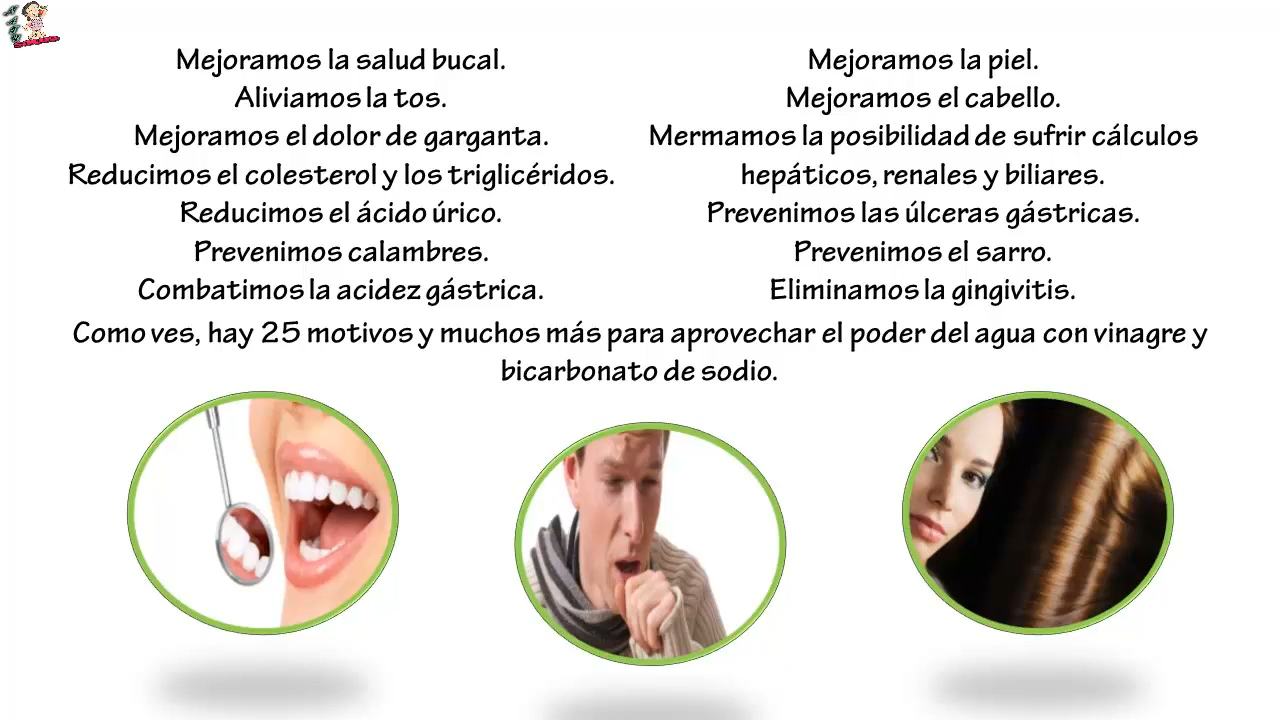 Mejoramos la salud bucal.
Aliviamos la tos.
Mejoramos el dolor de garganta.
Reducimos el colesterol y los triglicéridos.
Reducimos el ácido úrico.
Prevenimos calambres.
Combatimos la acidez gástrica.
Mejoramos la piel.
Mejoramos el cabello.
Mermamos la posibilidad de sufrir cálculos
hepáticos, renales y biliares.
Prevenimos las úlceras gástricas.
Prevenimos el sarro.
Eliminamos la gingivitis.
Como ves, hay 25 motivos y muchos más para aprovechar el poder del agua con vinagre y
bicarbonato de sodio.